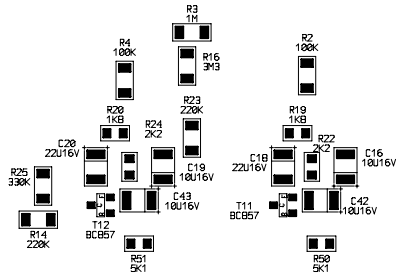 R3
1M
R4
100K
R16
3M3
R2
100K
R20
1K8
R24
2K2
R23
220K
R19
1K8
R22
2K2
C20
22U16V
C19
10U16V
C18
22U16V
C16
10U16V
R25
330K
C43
10U16V
C42
10U16V
R14
220K
T12
BC857
T11
BC857
R51
5K1
R50
5K1